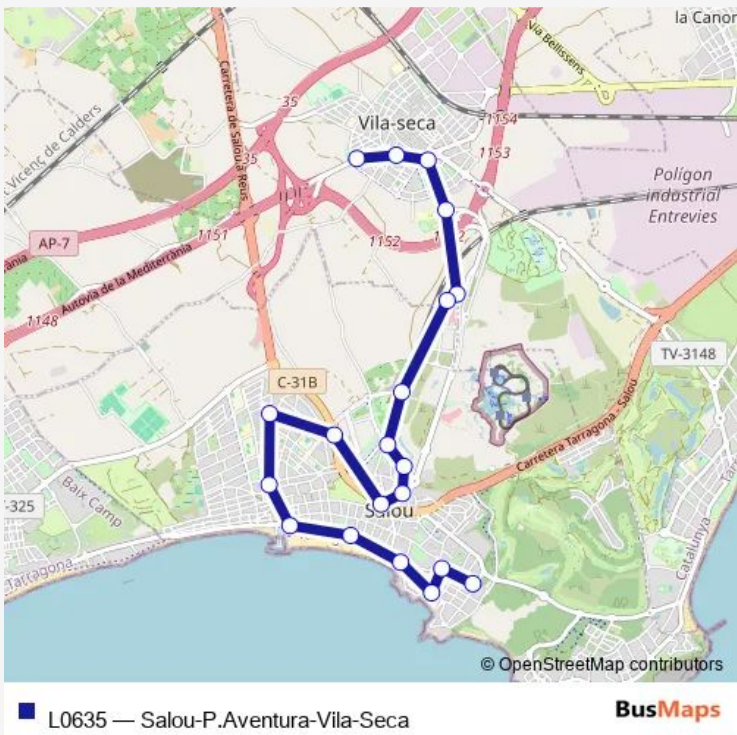 la Canon
Via Bellissens
Carretera de Salou a Reus
35
Vila-seca
1154
t Vicenç de Calders
35
1153
Polígon
industrial
Entrevies
AP-7
1151
1152
ània
Autovia de la Mediterrània
1148
TV-3148
C-31B
Carretera Tarragona - Salou
-325
Baix Camp
Salou
Tarragona
Catalunya
© OpenStreetMap contributors
L0635 — Salou-P.Aventura-Vila-Seca
BusMaps